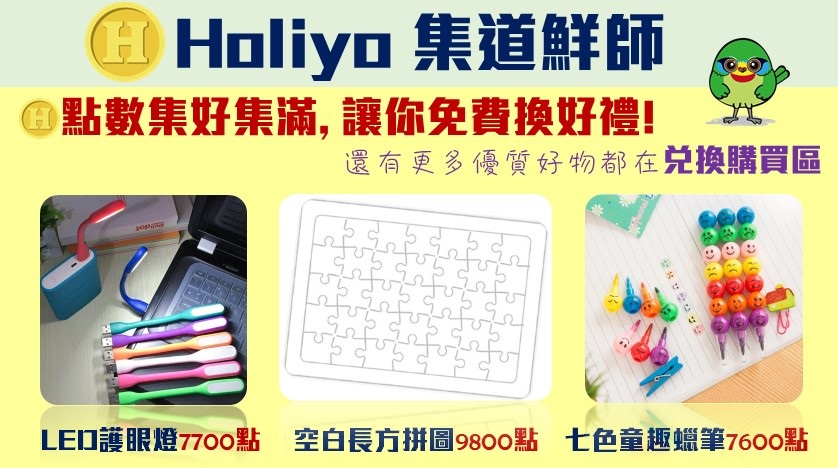 H Holiyo 集道鮮師
H 點數集好集滿, 讓你免費換好禮!
還有更多優質好物都在兌換購買區
LED護眼燈7700點
空白長方拼圖9800點
七色童趣蠟筆7600點